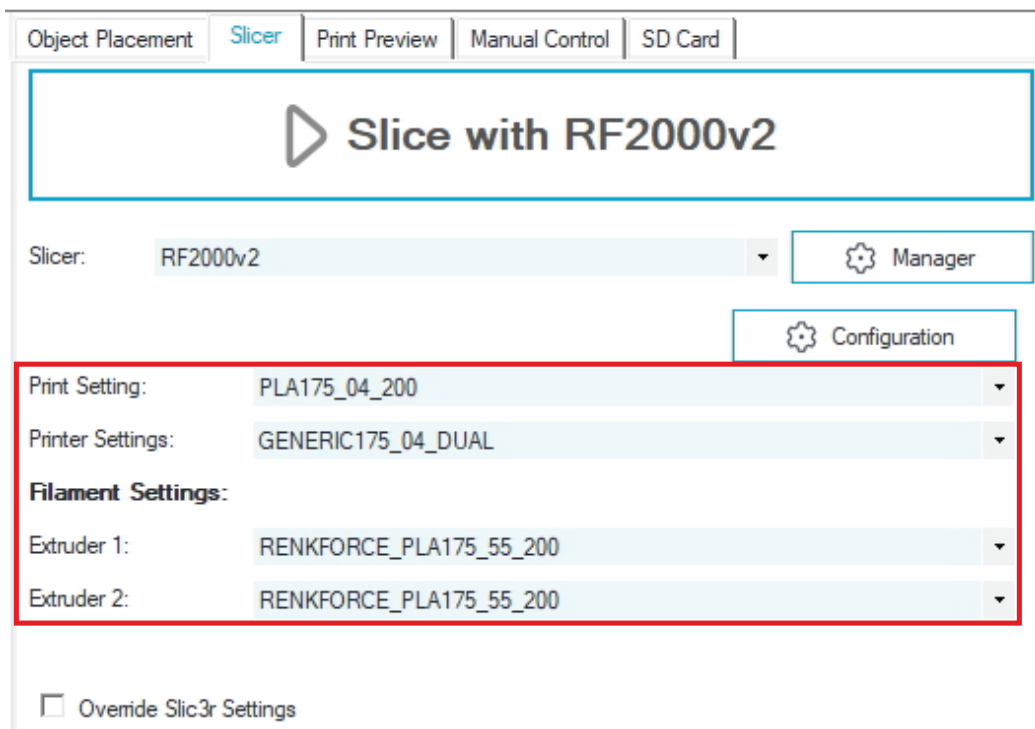 Object Placement Slicer Print Preview Manual Control SD Card
Slice with RF2000v2
Slicer: RF2000v2 Manager
Configuration
Print Setting: PLA175_04_200
Printer Settings: GENERIC175_04_DUAL
Filament Settings:
Extruder 1: RENKFORCE_PLA175_55_200
Extruder 2: RENKFORCE_PLA175_55_200
Override Slic3r Settings